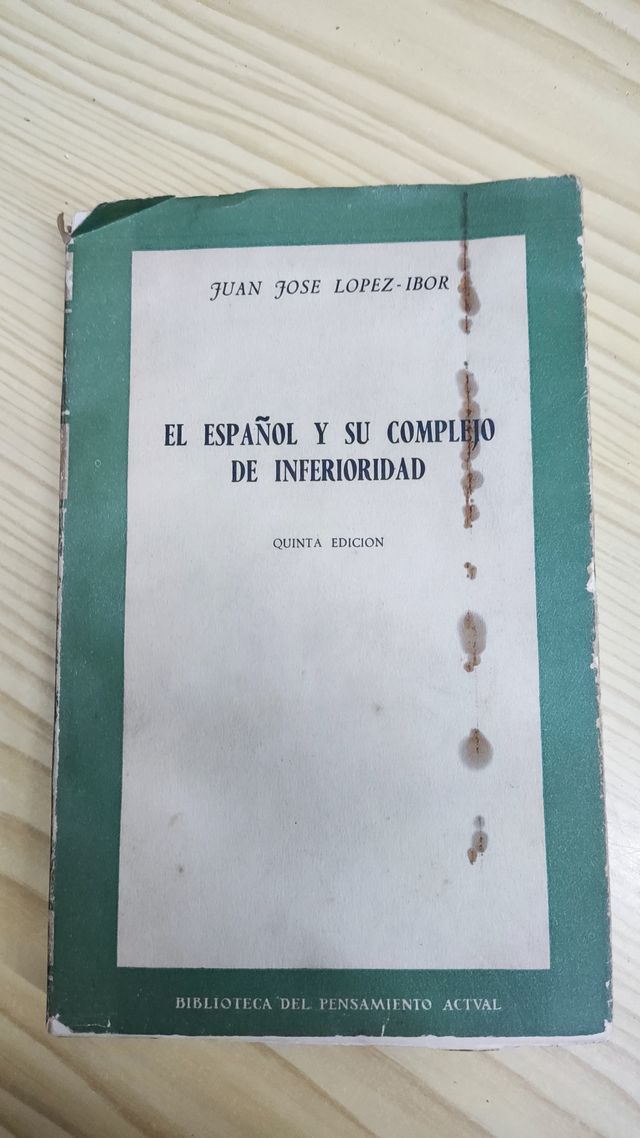 JUAN JOSE LOPEZ-IBOR
EL ESPAÑOL Y SU COMPLEJO
DE INFERIORIDAD
QUINTA EDICION
BIBLIOTECA DEL PENSAMIENTO ACTVAL